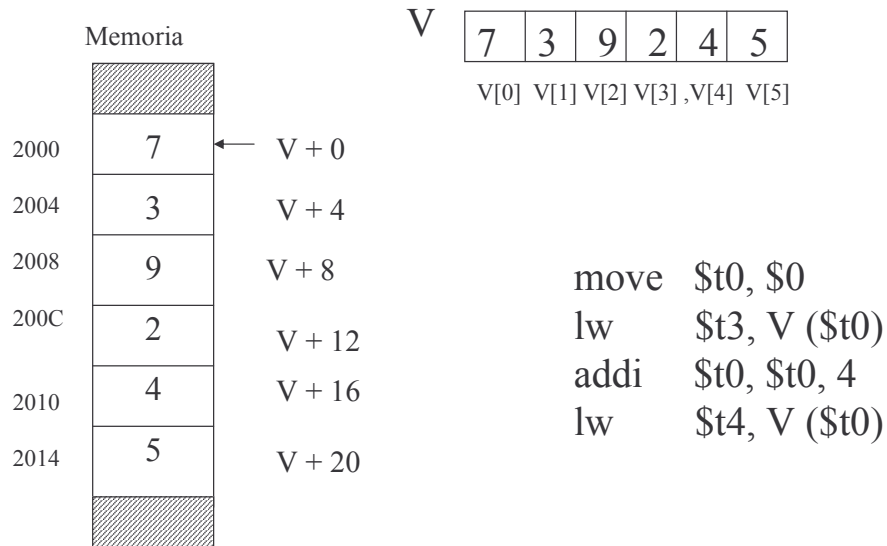 V
7 3 9 2 4 5
V[0] V[1] V[2] V[3] ,V[4] V[5]
Memoria
2000 7 V + 0
2004 3 V + 4
2008 9 V + 8
200C 2 V + 12
2010 4 V + 16
2014 5 V + 20
move $t0, $0
lw $t3, V ($t0)
addi $t0, $t0, 4
lw $t4, V ($t0)